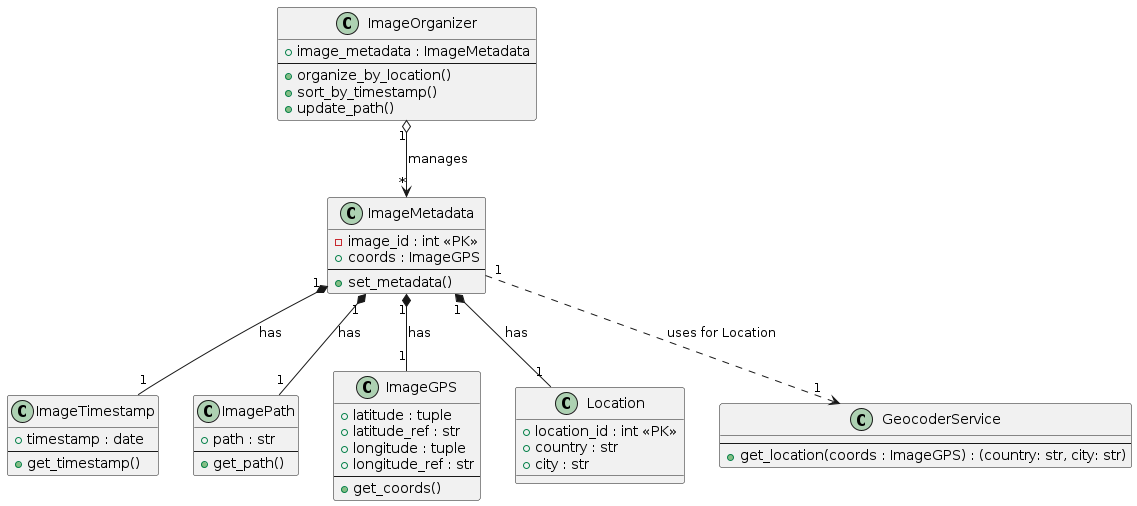 C ImageOrganizer
image_metadata : ImageMetadata
organize_by_location()
sort_by_timestamp()
update_path()
1
manages
*
C ImageMetadata
image_id : int «PK»
coords : ImageGPS
set_metadata()
1
1
1
1
1
has
has
has
has
uses for Location
1
1
1
1
1
C ImageTimestamp
timestamp : date
get_timestamp()
C ImagePath
path : str
get_path()
C ImageGPS
latitude : tuple
latitude_ref : str
longitude : tuple
longitude_ref : str
get_coords()
C Location
location_id : int «PK»
country : str
city : str
C GeocoderService
get_location(coords : ImageGPS) : (country: str, city: str)